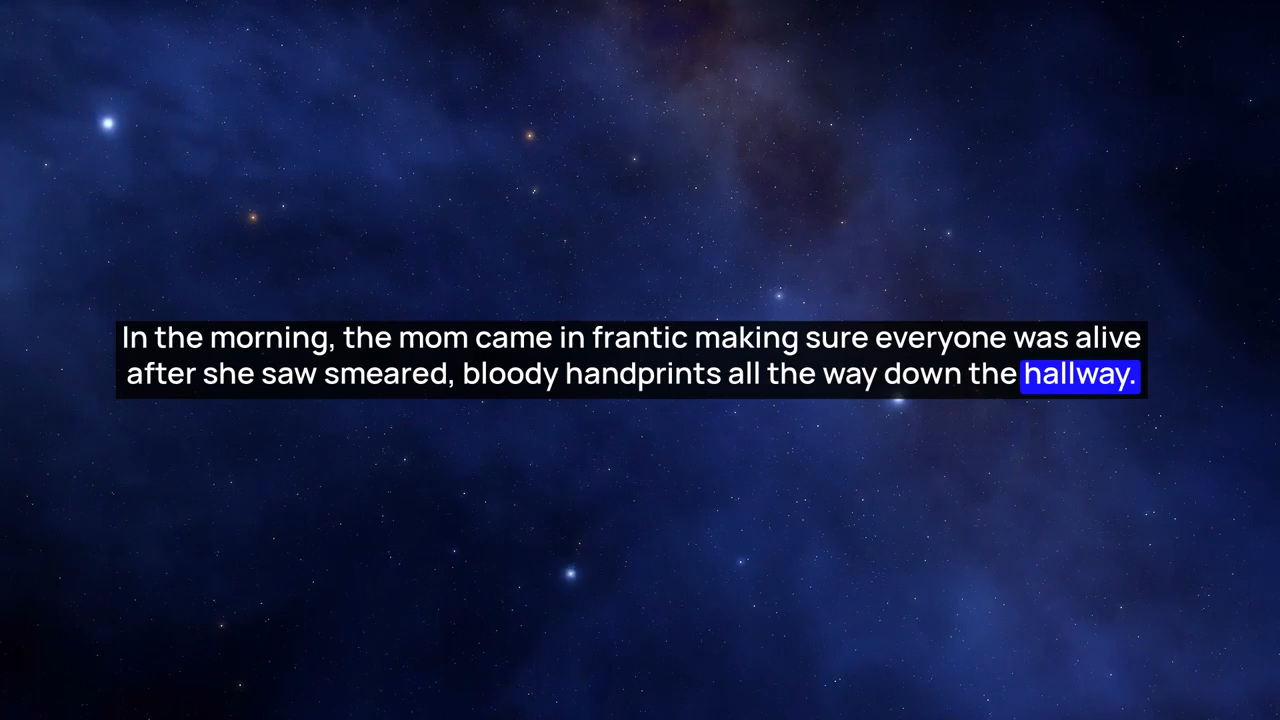 In the morning, the mom came in frantic making sure everyone was alive
after she saw smeared, bloody handprints all the way down the hallway.